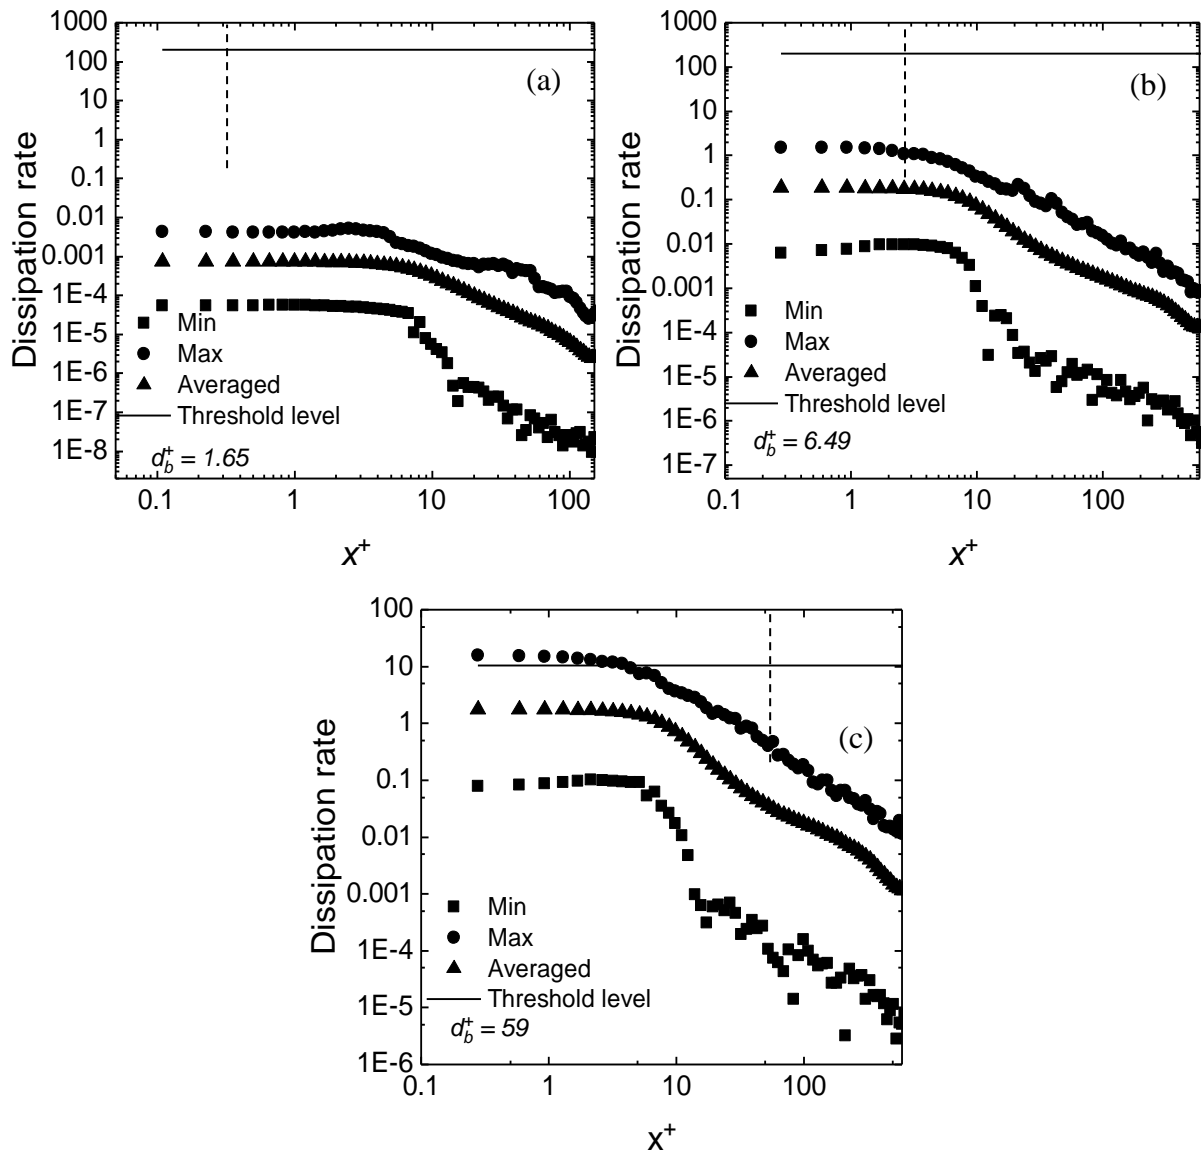 1000
100
10
1
0.1
0.01
0.001
1E-4
1E-5
1E-6
1E-7
1E-8
Dissipation rate
(a)
Min
Max
Averaged
Threshold level
d_b^+ = 1.65
0.1 1 10 100
x^+
1000
100
10
1
0.1
0.01
0.001
1E-4
1E-5
1E-6
1E-7
Dissipation rate
(b)
Min
Max
Averaged
Threshold level
d_b^+ = 6.49
0.1 1 10 100
x^+
100
10
1
0.1
0.01
0.001
1E-4
1E-5
1E-6
Dissipation rate
(c)
Min
Max
Averaged
Threshold level
d_b^+ = 59
0.1 1 10 100
x^+